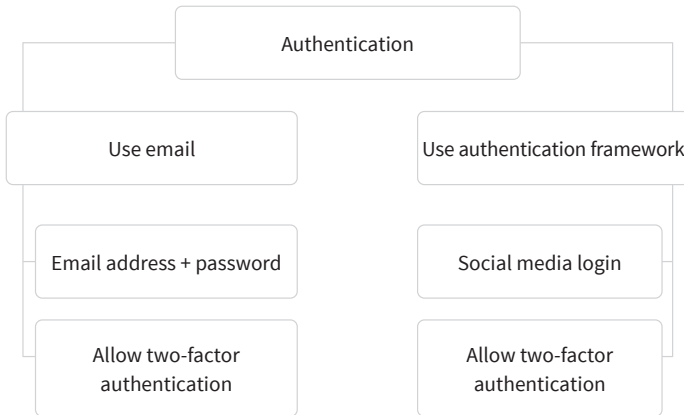 Authentication
Use email
Use authentication framework
Email address + password
Social media login
Allow two-factor
authentication
Allow two-factor
authentication